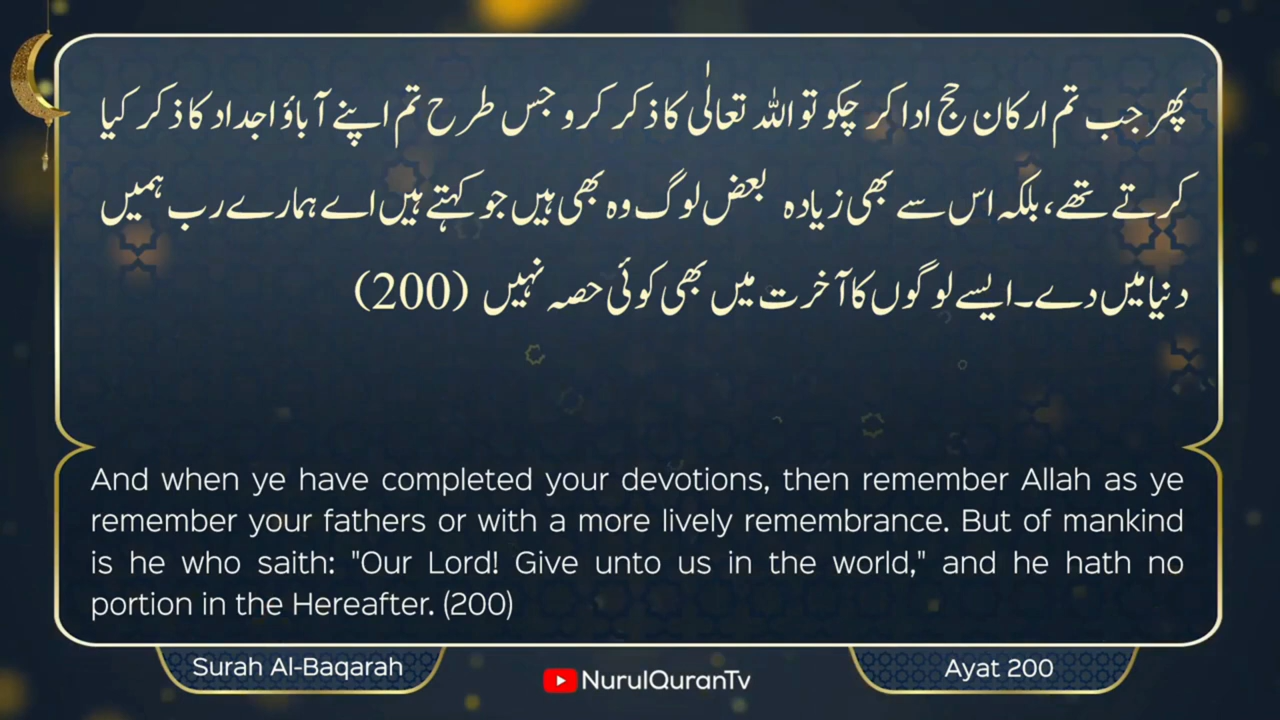 پھر جب تم ارکان حج ادا کر چکو تو اللہ تعالٰی کا ذکر کرو جس طرح تم اپنے آباؤ اجداد کا ذکر کیا
کرتے تھے، بلکہ اس سے بھی زیادہ بعض لوگ وہ بھی ہیں جو کہتے ہیں اے ہمارے رب ہمیں
دنیا میں دے۔ ایسے لوگوں کا آخرت میں بھی کوئی حصہ نہیں (200)
And when ye have completed your devotions, then remember Allah as ye
remember your fathers or with a more lively remembrance. But of mankind
is he who saith: "Our Lord! Give unto us in the world," and he hath no
portion in the Hereafter. (200)
Surah Al-Baqarah
NurulQuranTv
Ayat 200